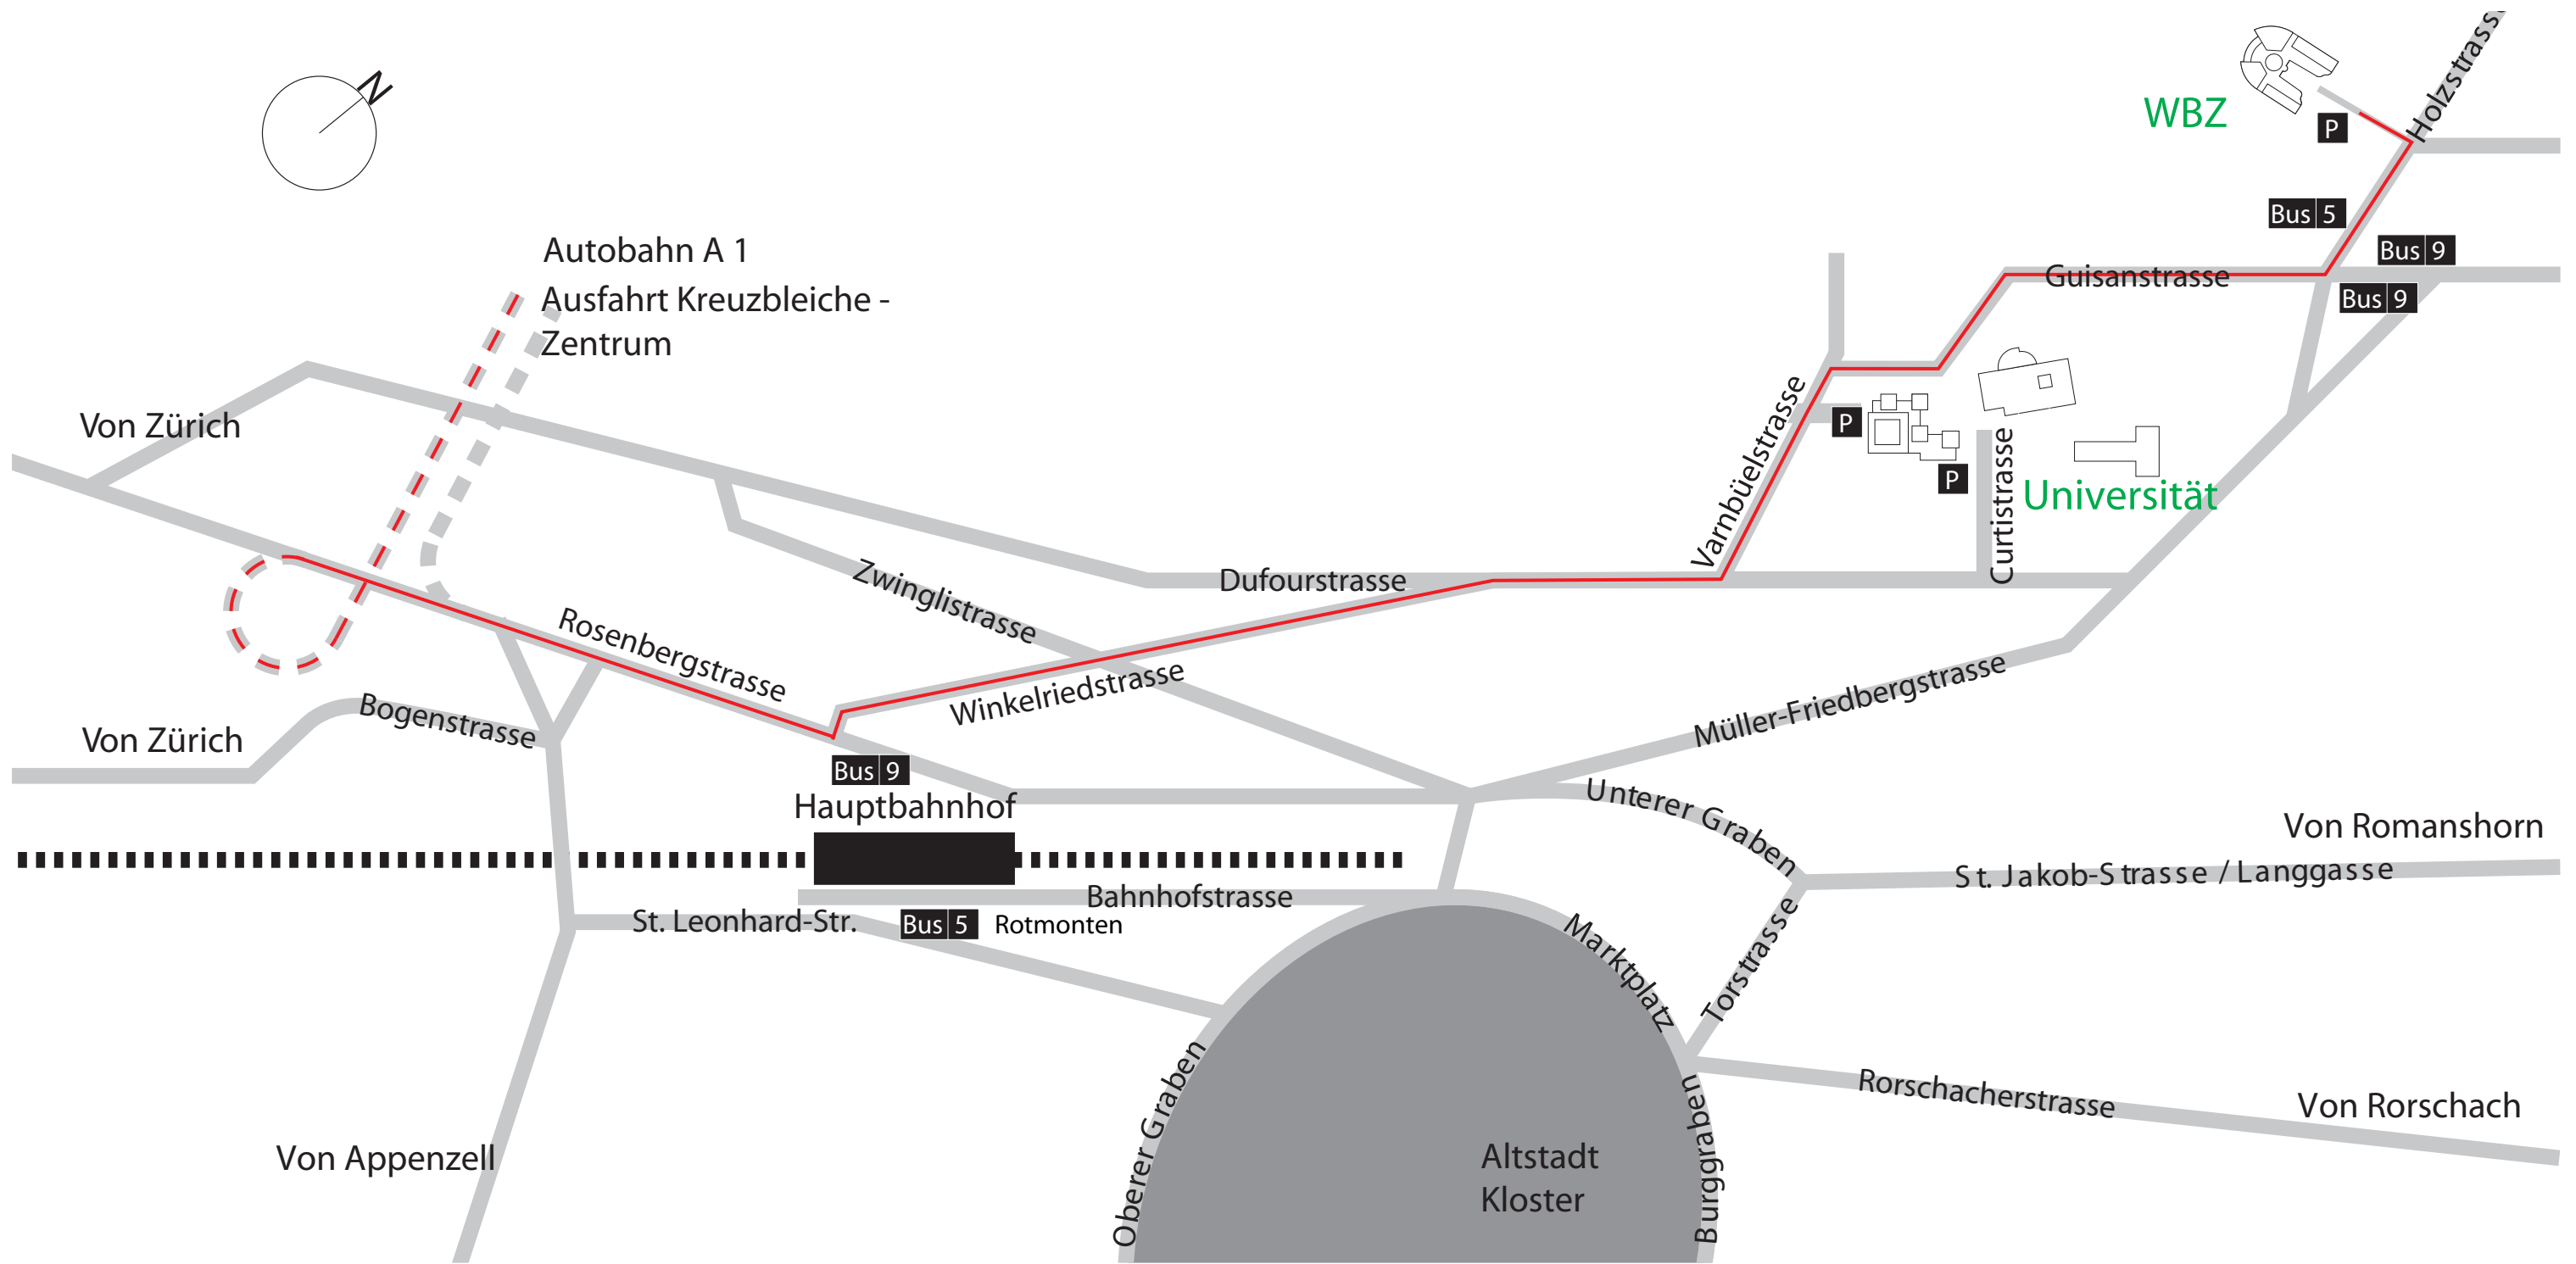 N
Holzstrasse
WBZ
P
Bus 5
Bus 9
Autobahn A 1
Ausfahrt Kreuzbleiche -
Zentrum
Guisanstrasse
Bus 9
Von Zürich
Varnbüelstrasse
P
P
Curtistrasse
Universität
Dufourstrasse
Zwinglistrasse
Rosenbergstrasse
Winkelriedstrasse
Müller-Friedbergstrasse
Bogenstrasse
Von Zürich
Bus 9
Hauptbahnhof
Unterer Graben
Von Romanshorn
St. Jakob-Strasse / Langgasse
Bahnhofstrasse
St. Leonhard-Str.
Bus 5 Rotmonten
Marktplatz
Torstrasse
Oberer Graben
Burggraben
Rorschacherstrasse
Von Rorschach
Von Appenzell
Altstadt
Kloster